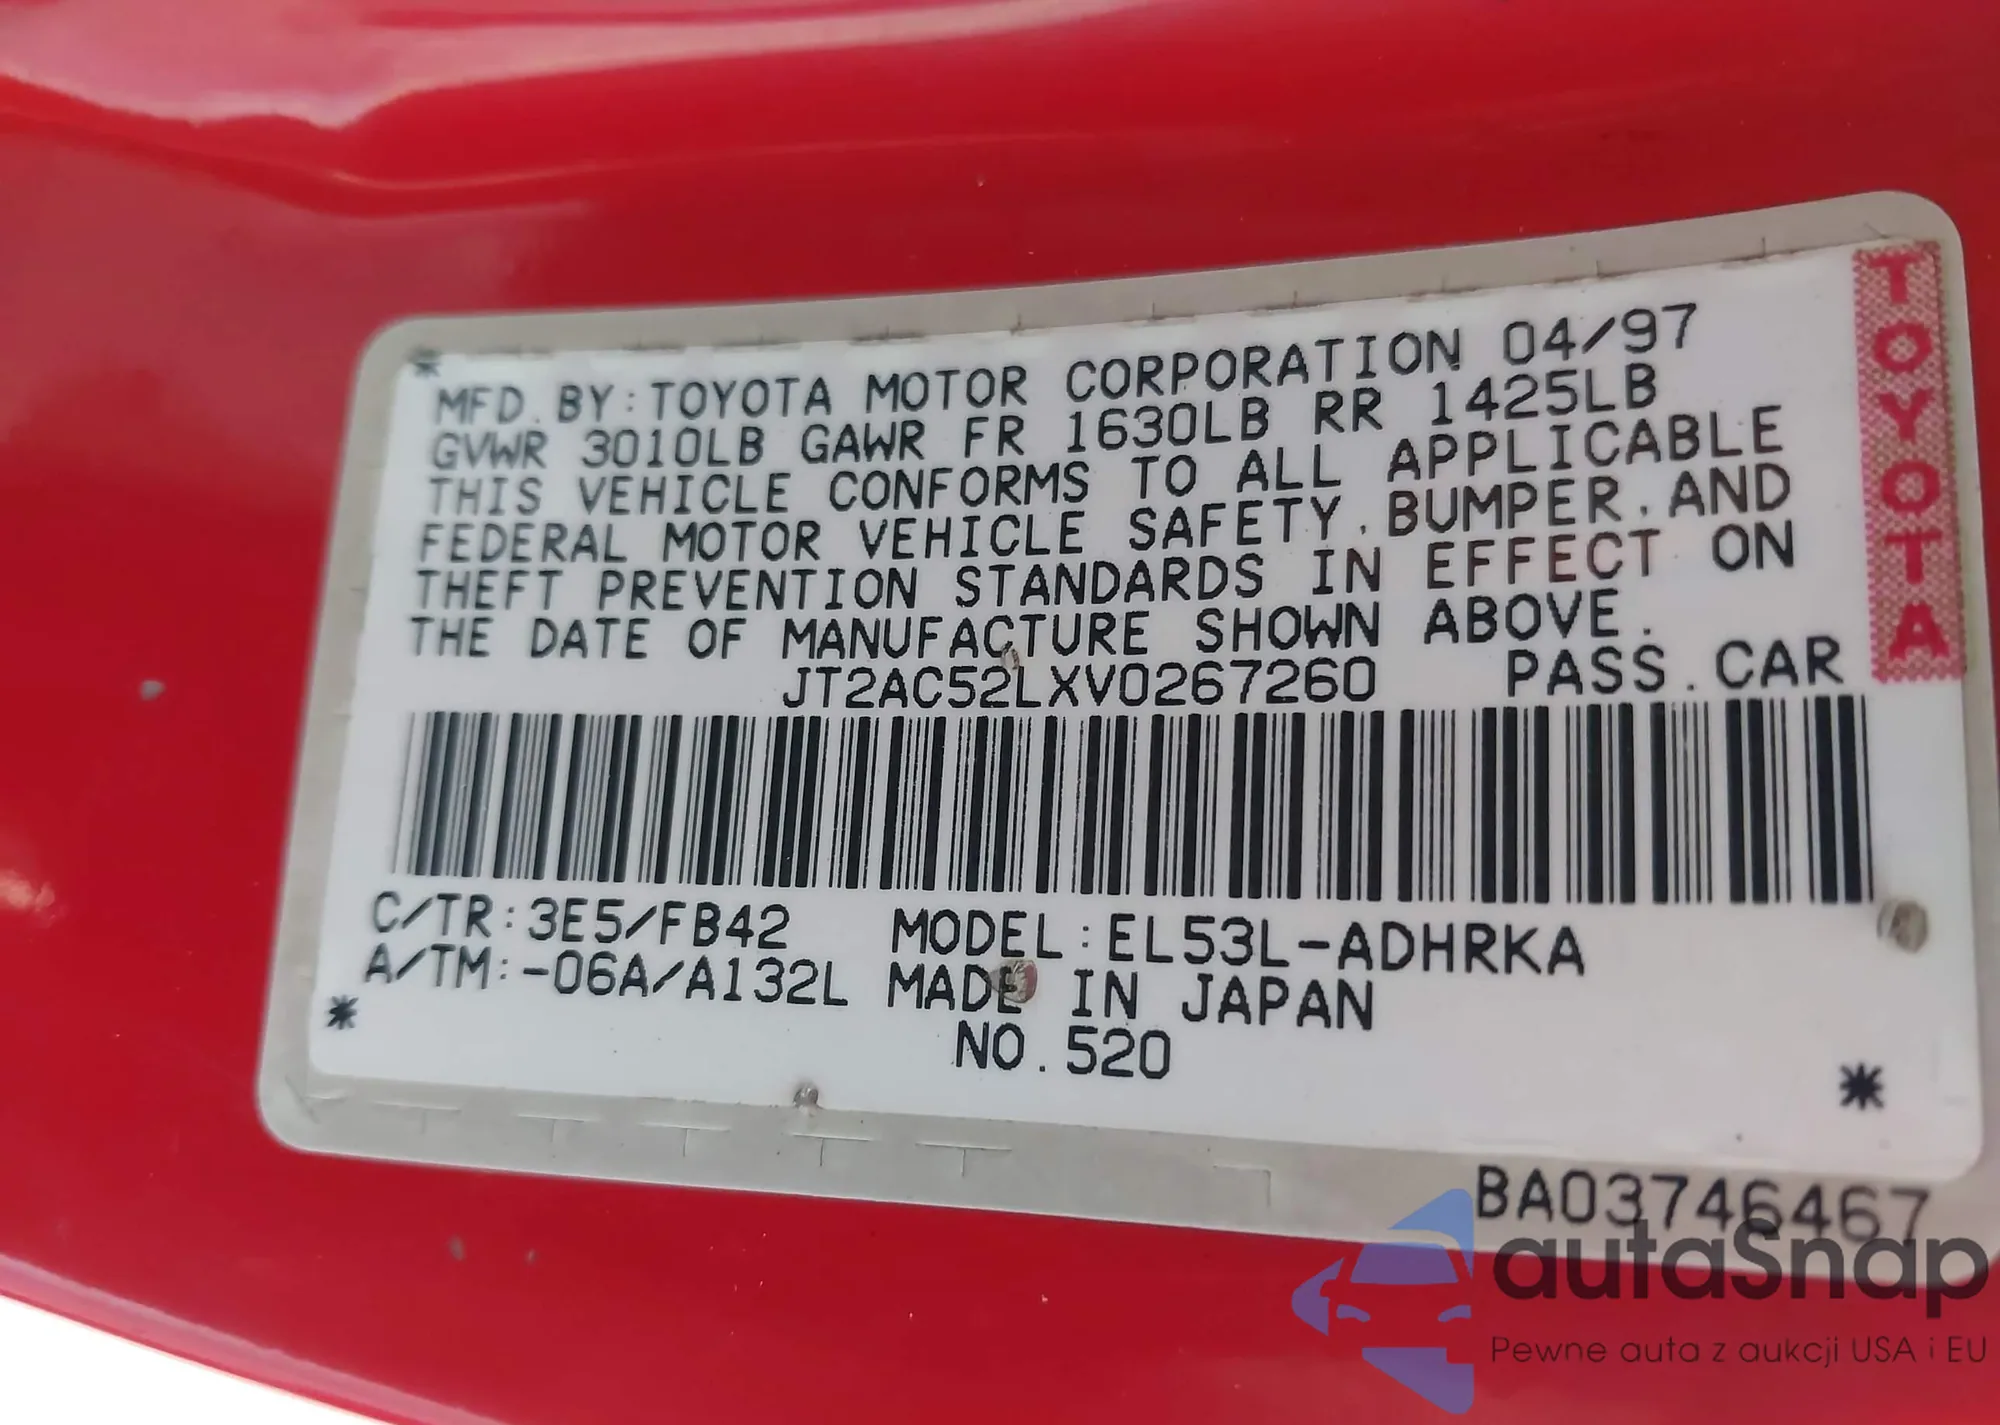 MFD. BY: TOYOTA MOTOR CORPORATION 04/97
GVWR 3010LB GAWR FR 1630LB RR 1425LB
THIS VEHICLE CONFORMS TO ALL APPLICABLE
FEDERAL MOTOR VEHICLE SAFETY, BUMPER, AND
THEFT PREVENTION STANDARDS IN EFFECT ON
THE DATE OF MANUFACTURE SHOWN ABOVE.
JT2AC52LXV0267260 PASS. CAR
C/TR: 3E5/FB42 MODEL: EL53L-ADHRKA
A/TM: -06A/A132L MADE IN JAPAN
NO. 520
TOYOTA
BA03746467
autaSnap
Pewne auta z aukcji USA i EU